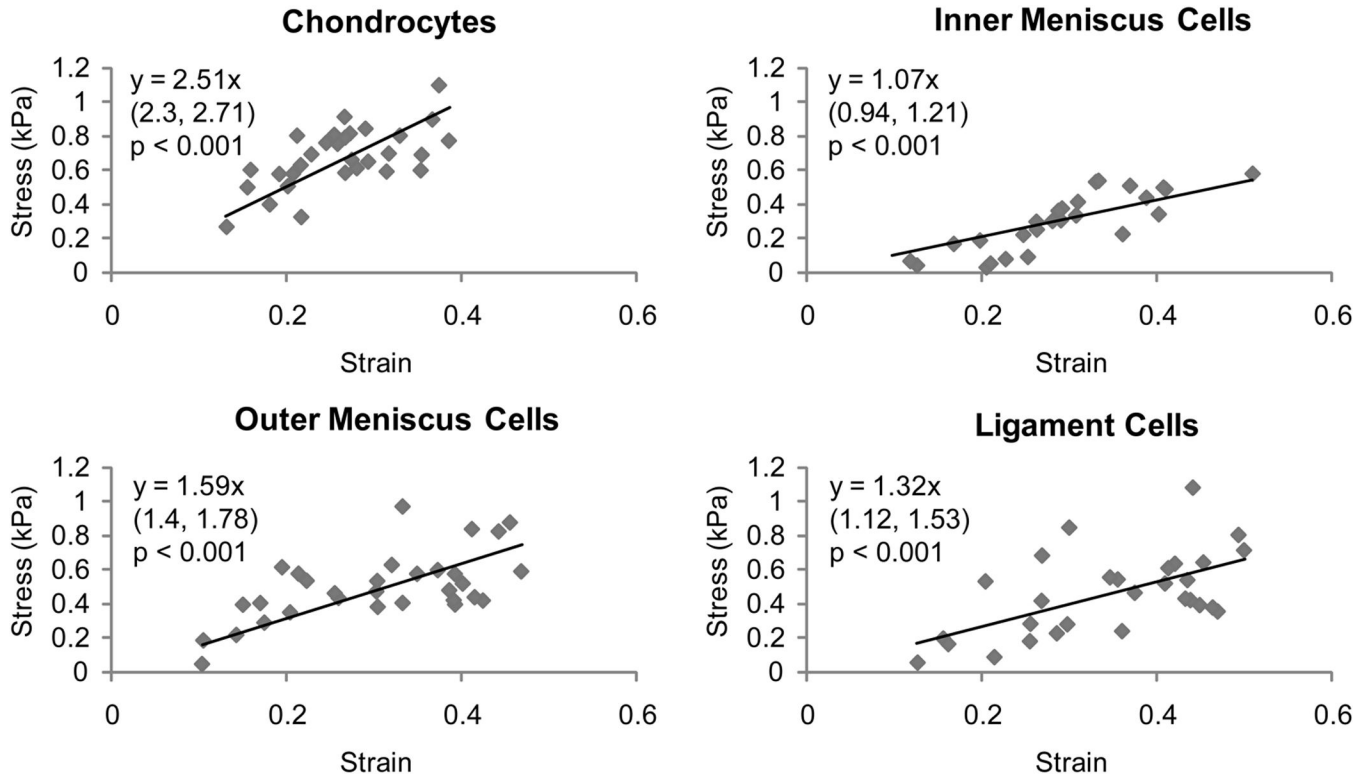 Chondrocytes
Stress (kPa)
1.2
1
0.8
0.6
0.4
0.2
0
y = 2.51x
(2.3, 2.71)
p < 0.001
0 0.2 0.4 0.6
Strain
Inner Meniscus Cells
Stress (kPa)
1.2
1
0.8
0.6
0.4
0.2
0
y = 1.07x
(0.94, 1.21)
p < 0.001
0 0.2 0.4 0.6
Strain
Outer Meniscus Cells
Stress (kPa)
1.2
1
0.8
0.6
0.4
0.2
0
y = 1.59x
(1.4, 1.78)
p < 0.001
0 0.2 0.4 0.6
Strain
Ligament Cells
Stress (kPa)
1.2
1
0.8
0.6
0.4
0.2
0
y = 1.32x
(1.12, 1.53)
p < 0.001
0 0.2 0.4 0.6
Strain